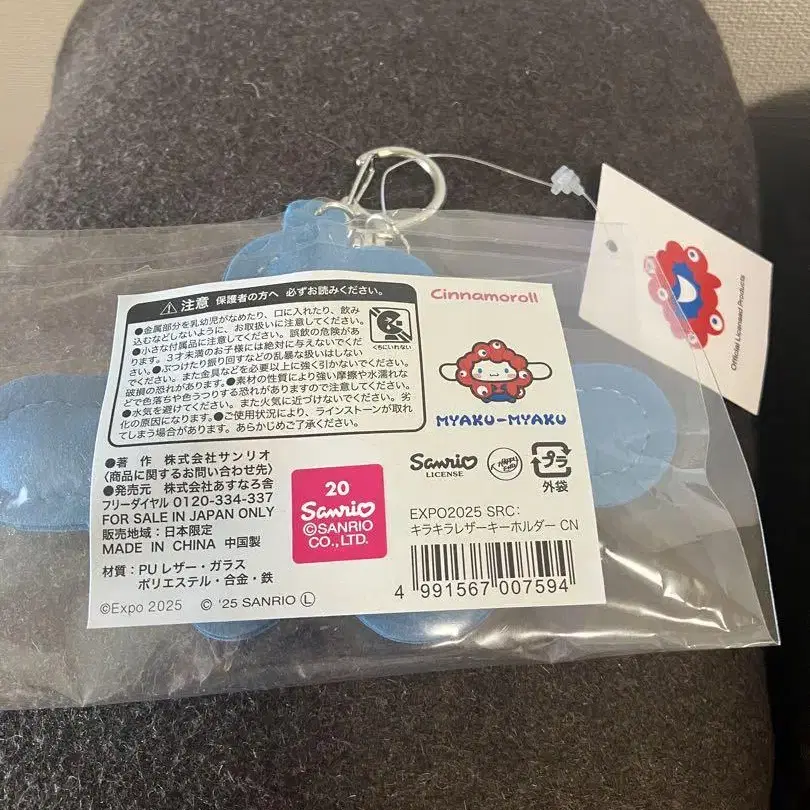 ⚠ 注意 保護者の方へ 必ずお読みください。
●金属部分を乳幼児がなめたり、口に入れたり、飲み
込むなどしないように、お取扱いに注意してください。
●小さな付属品に注意してください。誤飲の危険があ
ります。3才未満のお子様には絶対に与えないでくだ
さい。●ぶつけたり振り回すなどの乱暴な扱いはしない
でください。また金具などを必要以上に強く引かないでください。
破損の恐れがあります。●素材の性質により強い摩擦や水濡れな
どで色落ちや色うつりする恐れがありますので注意してください。
●水気を避けてください。また火気に近づけないでください。劣
化の原因になります。●ご使用状況により、ラインストーンが取れ
てしまう場合があります。あらかじめご了承ください。
くちにいれない
●著 作 株式会社サンリオ
〈商品に関するお問い合わせ先〉
●発売元 株式会社あすなろ舎
フリーダイヤル 0120-334-337
FOR SALE IN JAPAN ONLY
販売地域：日本限定
MADE IN CHINA 中国製
材質：PU レザー・ガラス
ポリエステル・合金・鉄
©Expo 2025 © '25 SANRIO Ⓛ
20
Sanrio
©SANRIO
CO., LTD.
Cinnamoroll
MYAKU-MYAKU
Sanrio
LICENSE
プラ
外袋
EXPO2025 SRC:
キラキラレザーキーホルダー CN
4 991567 007594
Official Licensed Products